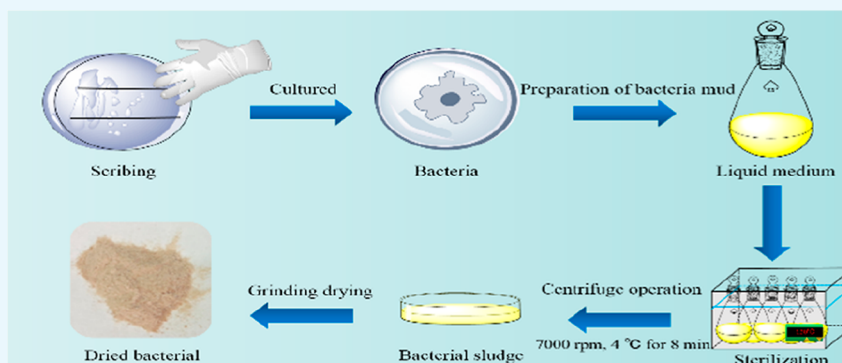 Cultured
Preparation of bacteria mud
Scribing
Bacteria
Liquid medium
Grinding drying
Centrifuge operation
7000 rpm, 4 ℃ for 8 min
Dried bacterial
Bacterial sludge
Sterilization